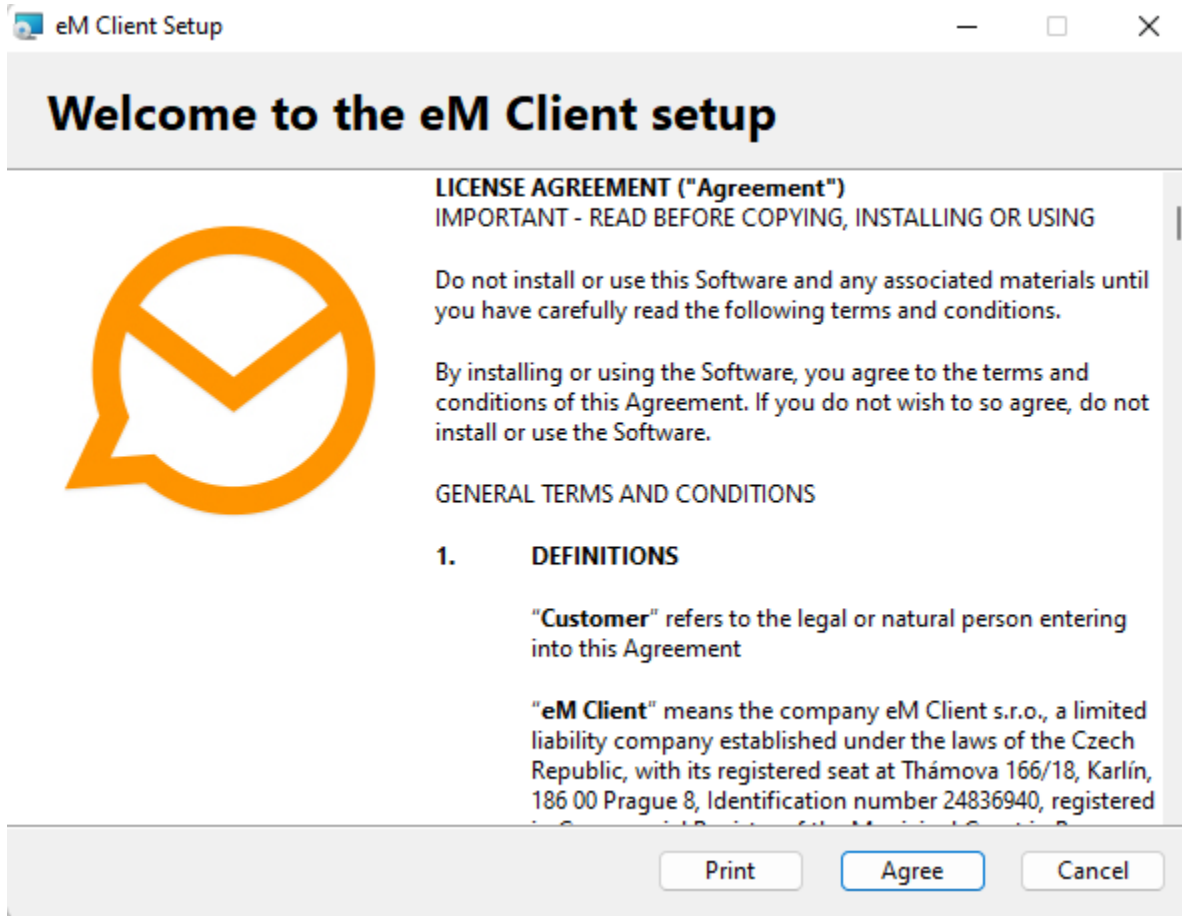 eM Client Setup
Welcome to the eM Client setup
LICENSE AGREEMENT ("Agreement")
IMPORTANT - READ BEFORE COPYING, INSTALLING OR USING
Do not install or use this Software and any associated materials until
you have carefully read the following terms and conditions.
By installing or using the Software, you agree to the terms and
conditions of this Agreement. If you do not wish to so agree, do not
install or use the Software.
GENERAL TERMS AND CONDITIONS
1. DEFINITIONS
“Customer” refers to the legal or natural person entering
into this Agreement
“eM Client” means the company eM Client s.r.o., a limited
liability company established under the laws of the Czech
Republic, with its registered seat at Thámova 166/18, Karlín,
186 00 Prague 8, Identification number 24836940, registered
Print
Agree
Cancel